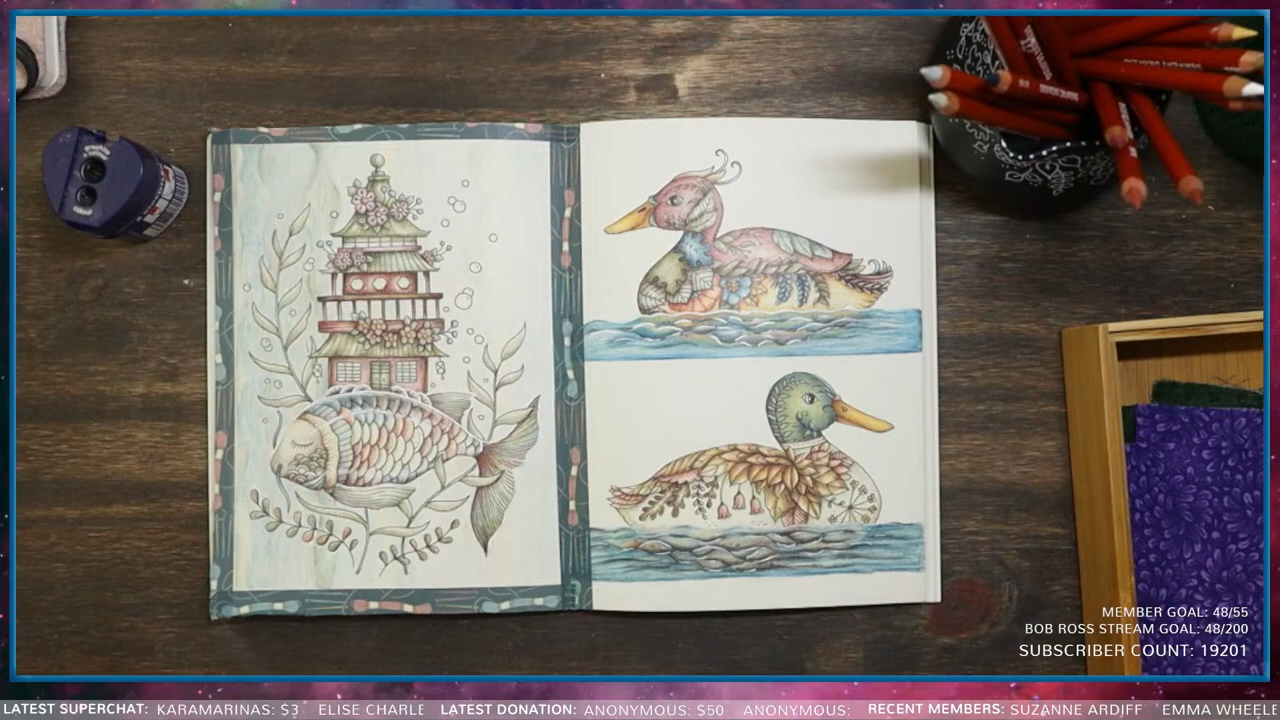 MEMBER GOAL: 48/55
BOB ROSS STREAM GOAL: 48/200
SUBSCRIBER COUNT: 19201
LATEST SUPERCHAT: KARAMARINAS: $3 ELISE CHARLE LATEST DONATION: ANONYMOUS: $50 ANONYMOUS: RECENT MEMBERS: SUZANNE ARDIFF EMMA WHEELE